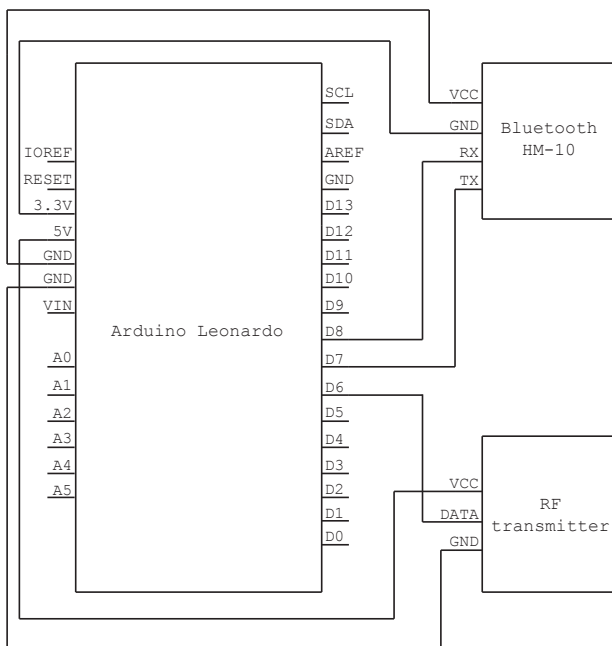 IOREF
RESET
3.3V
5V
GND
GND
VIN
A0
A1
A2
A3
A4
A5
Arduino Leonardo
SCL
SDA
AREF
GND
D13
D12
D11
D10
D9
D8
D7
D6
D5
D4
D3
D2
D1
D0
VCC
GND
RX
TX
Bluetooth
HM-10
VCC
DATA
GND
RF
transmitter